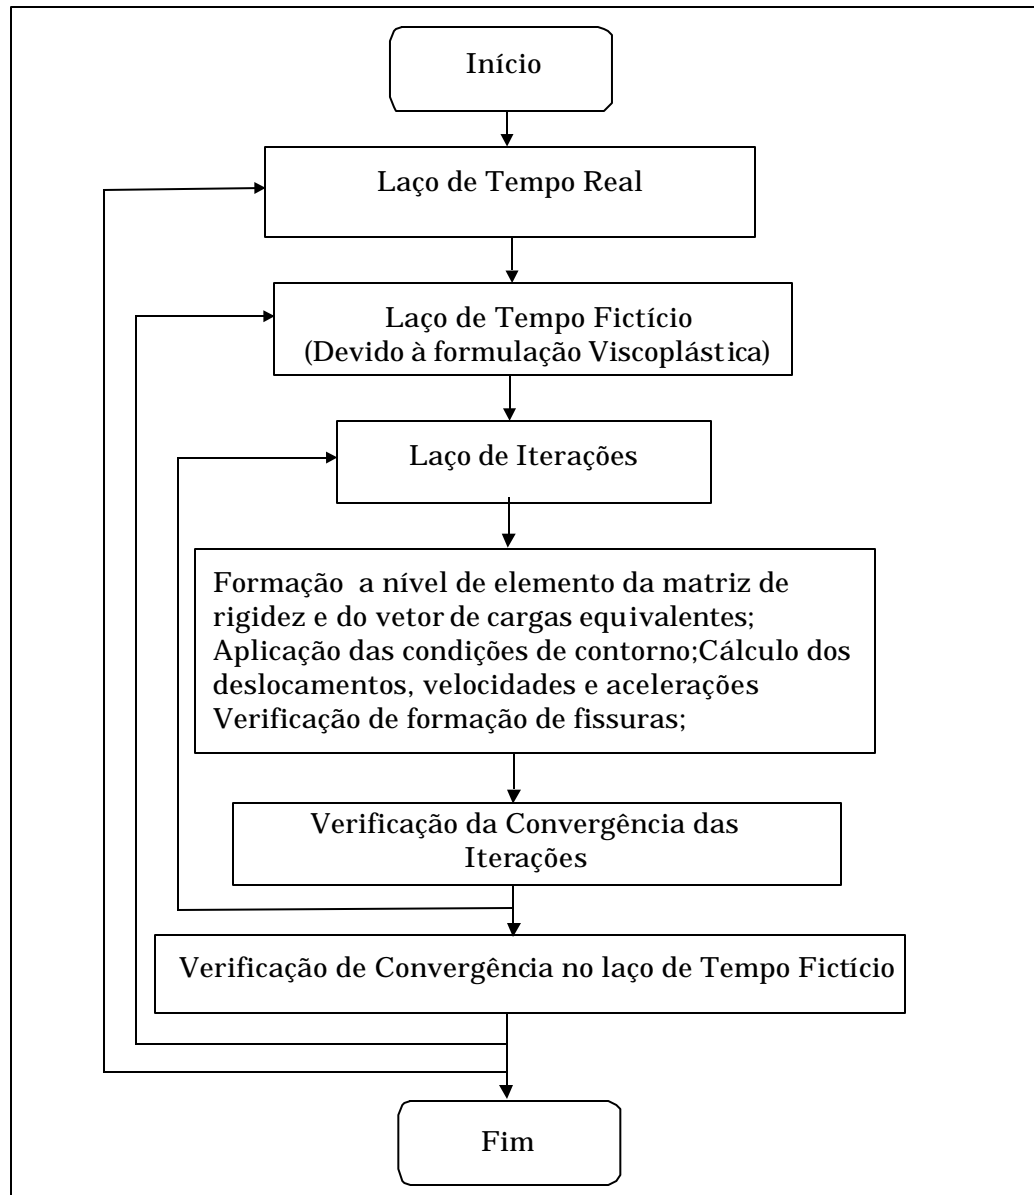 Início
Laço de Tempo Real
Laço de Tempo Fictício
(Devido à formulação Viscoplástica)
Laço de Iterações
Formação a nível de elemento da matriz de
rigidez e do vetor de cargas equivalentes;
Aplicação das condições de contorno;Cálculo dos
deslocamentos, velocidades e acelerações
Verificação de formação de fissuras;
Verificação da Convergência das
Iterações
Verificação de Convergência no laço de Tempo Fictício
Fim